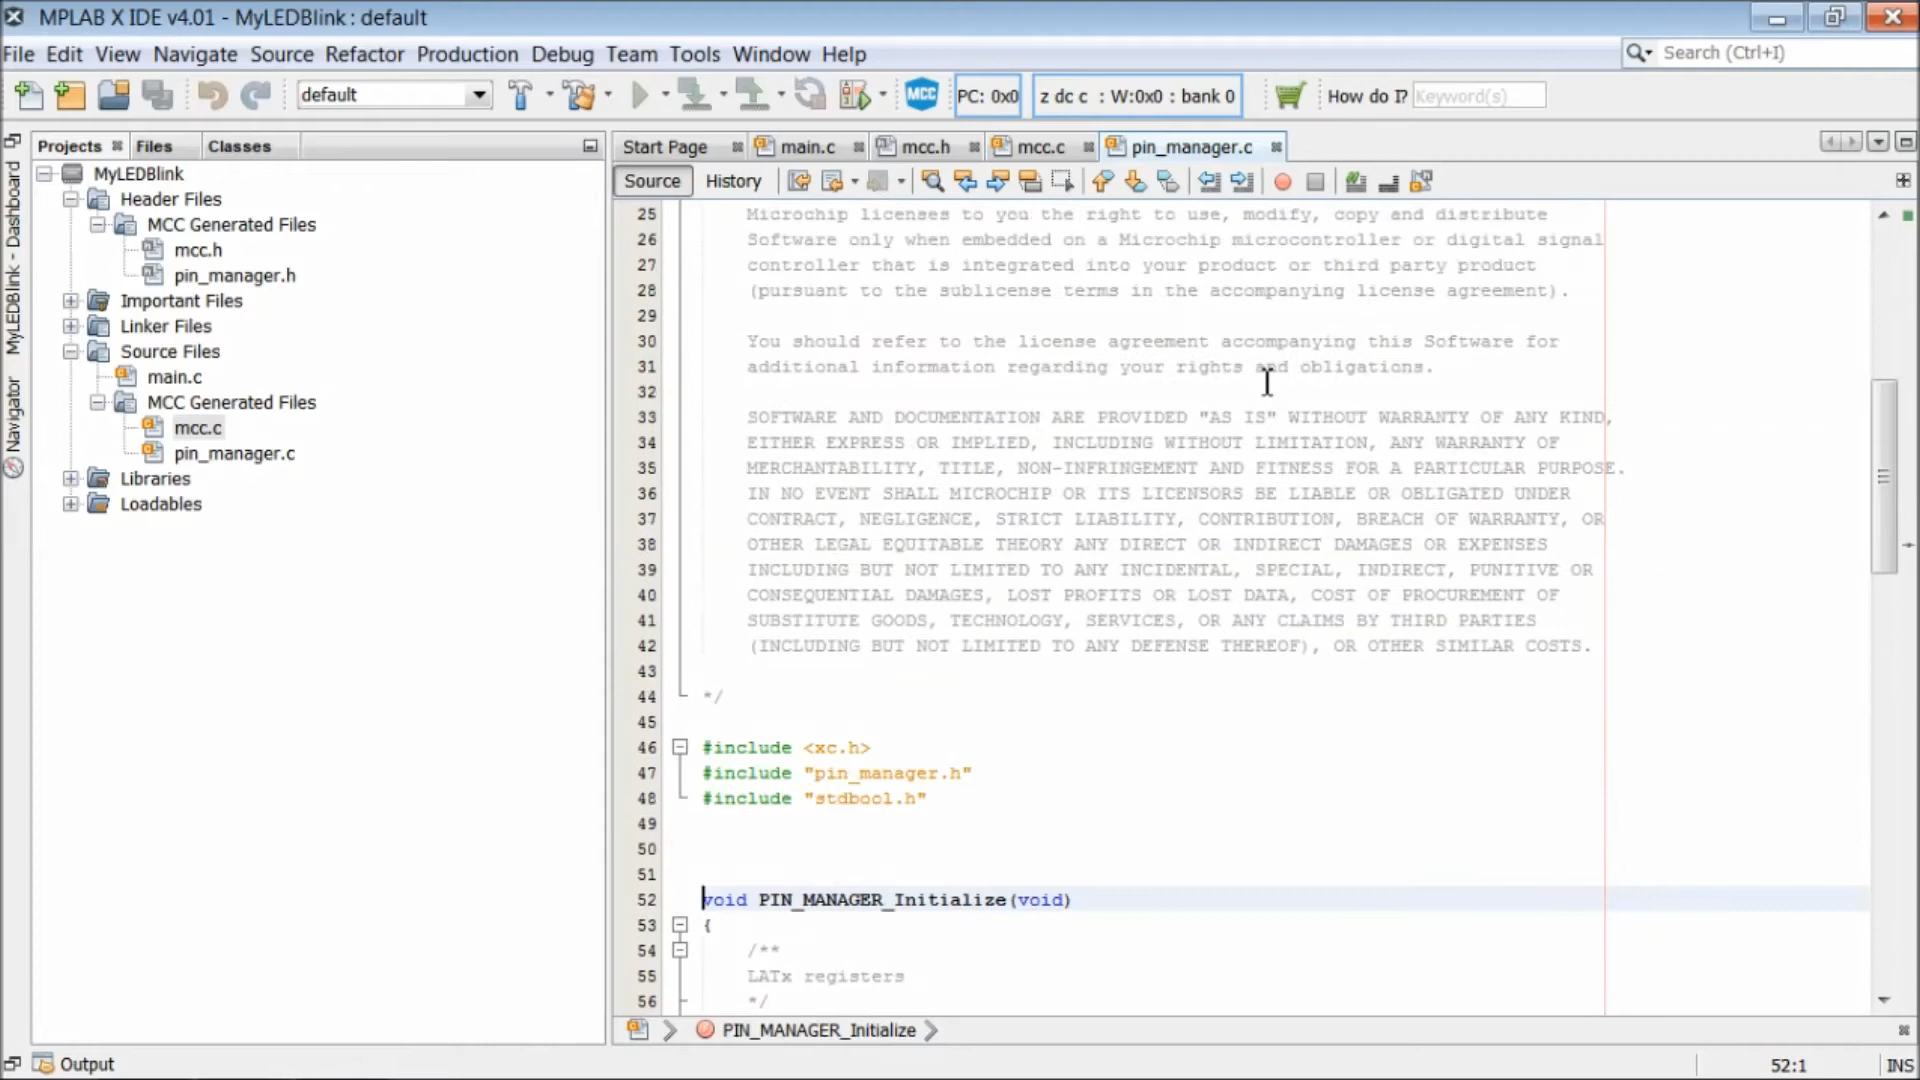 MPLAB X IDE v4.01 - MyLEDBlink : default
File Edit View Navigate Source Refactor Production Debug Team Tools Window Help
Search (Ctrl+I)
default
MCC
PC: 0x0
z dc c : W:0x0 : bank 0
How do I?
Keyword(s)
Projects
Files
Classes
MyLEDBlink - Dashboard
Navigator
MyLEDBlink
Header Files
MCC Generated Files
mcc.h
pin_manager.h
Important Files
Linker Files
Source Files
main.c
MCC Generated Files
mcc.c
pin_manager.c
Libraries
Loadables
Start Page
main.c
mcc.h
mcc.c
pin_manager.c
Source
History
25 Microchip licenses to you the right to use, modify, copy and distribute
26 Software only when embedded on a Microchip microcontroller or digital signal
27 controller that is integrated into your product or third party product
28 (pursuant to the sublicense terms in the accompanying license agreement).
29
30 You should refer to the license agreement accompanying this Software for
31 additional information regarding your rights and obligations.
32
33 SOFTWARE AND DOCUMENTATION ARE PROVIDED "AS IS" WITHOUT WARRANTY OF ANY KIND,
34 EITHER EXPRESS OR IMPLIED, INCLUDING WITHOUT LIMITATION, ANY WARRANTY OF
35 MERCHANTABILITY, TITLE, NON-INFRINGEMENT AND FITNESS FOR A PARTICULAR PURPOSE.
36 IN NO EVENT SHALL MICROCHIP OR ITS LICENSORS BE LIABLE OR OBLIGATED UNDER
37 CONTRACT, NEGLIGENCE, STRICT LIABILITY, CONTRIBUTION, BREACH OF WARRANTY, OR
38 OTHER LEGAL EQUITABLE THEORY ANY DIRECT OR INDIRECT DAMAGES OR EXPENSES
39 INCLUDING BUT NOT LIMITED TO ANY INCIDENTAL, SPECIAL, INDIRECT, PUNITIVE OR
40 CONSEQUENTIAL DAMAGES, LOST PROFITS OR LOST DATA, COST OF PROCUREMENT OF
41 SUBSTITUTE GOODS, TECHNOLOGY, SERVICES, OR ANY CLAIMS BY THIRD PARTIES
42 (INCLUDING BUT NOT LIMITED TO ANY DEFENSE THEREOF), OR OTHER SIMILAR COSTS.
43
44 */
45
46 #include <xc.h>
47 #include "pin_manager.h"
48 #include "stdbool.h"
49
50
51
52 void PIN_MANAGER_Initialize(void)
53 {
54 /**
55 LATx registers
56 */
PIN_MANAGER_Initialize
Output
52:1
INS